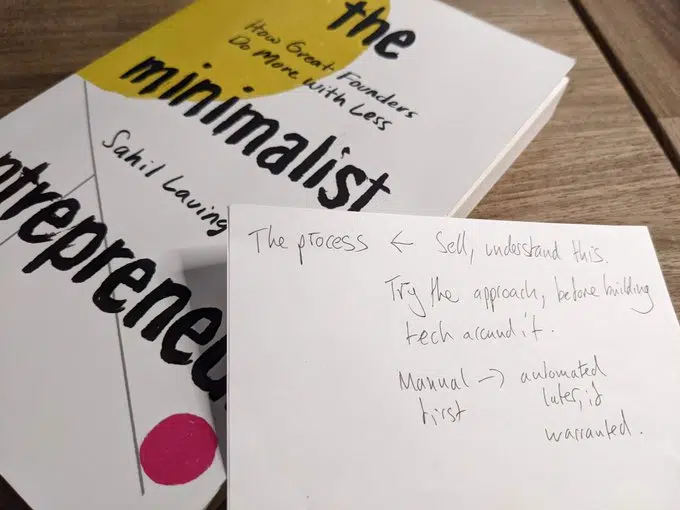 the
minimalist
ntrepreneu
How Great Founders
Do More With Less
Sahil Laving
The process ← Sell, understand this.
Try the approach, before building
tech around it.
Manual → automated
first later, if
warranted.